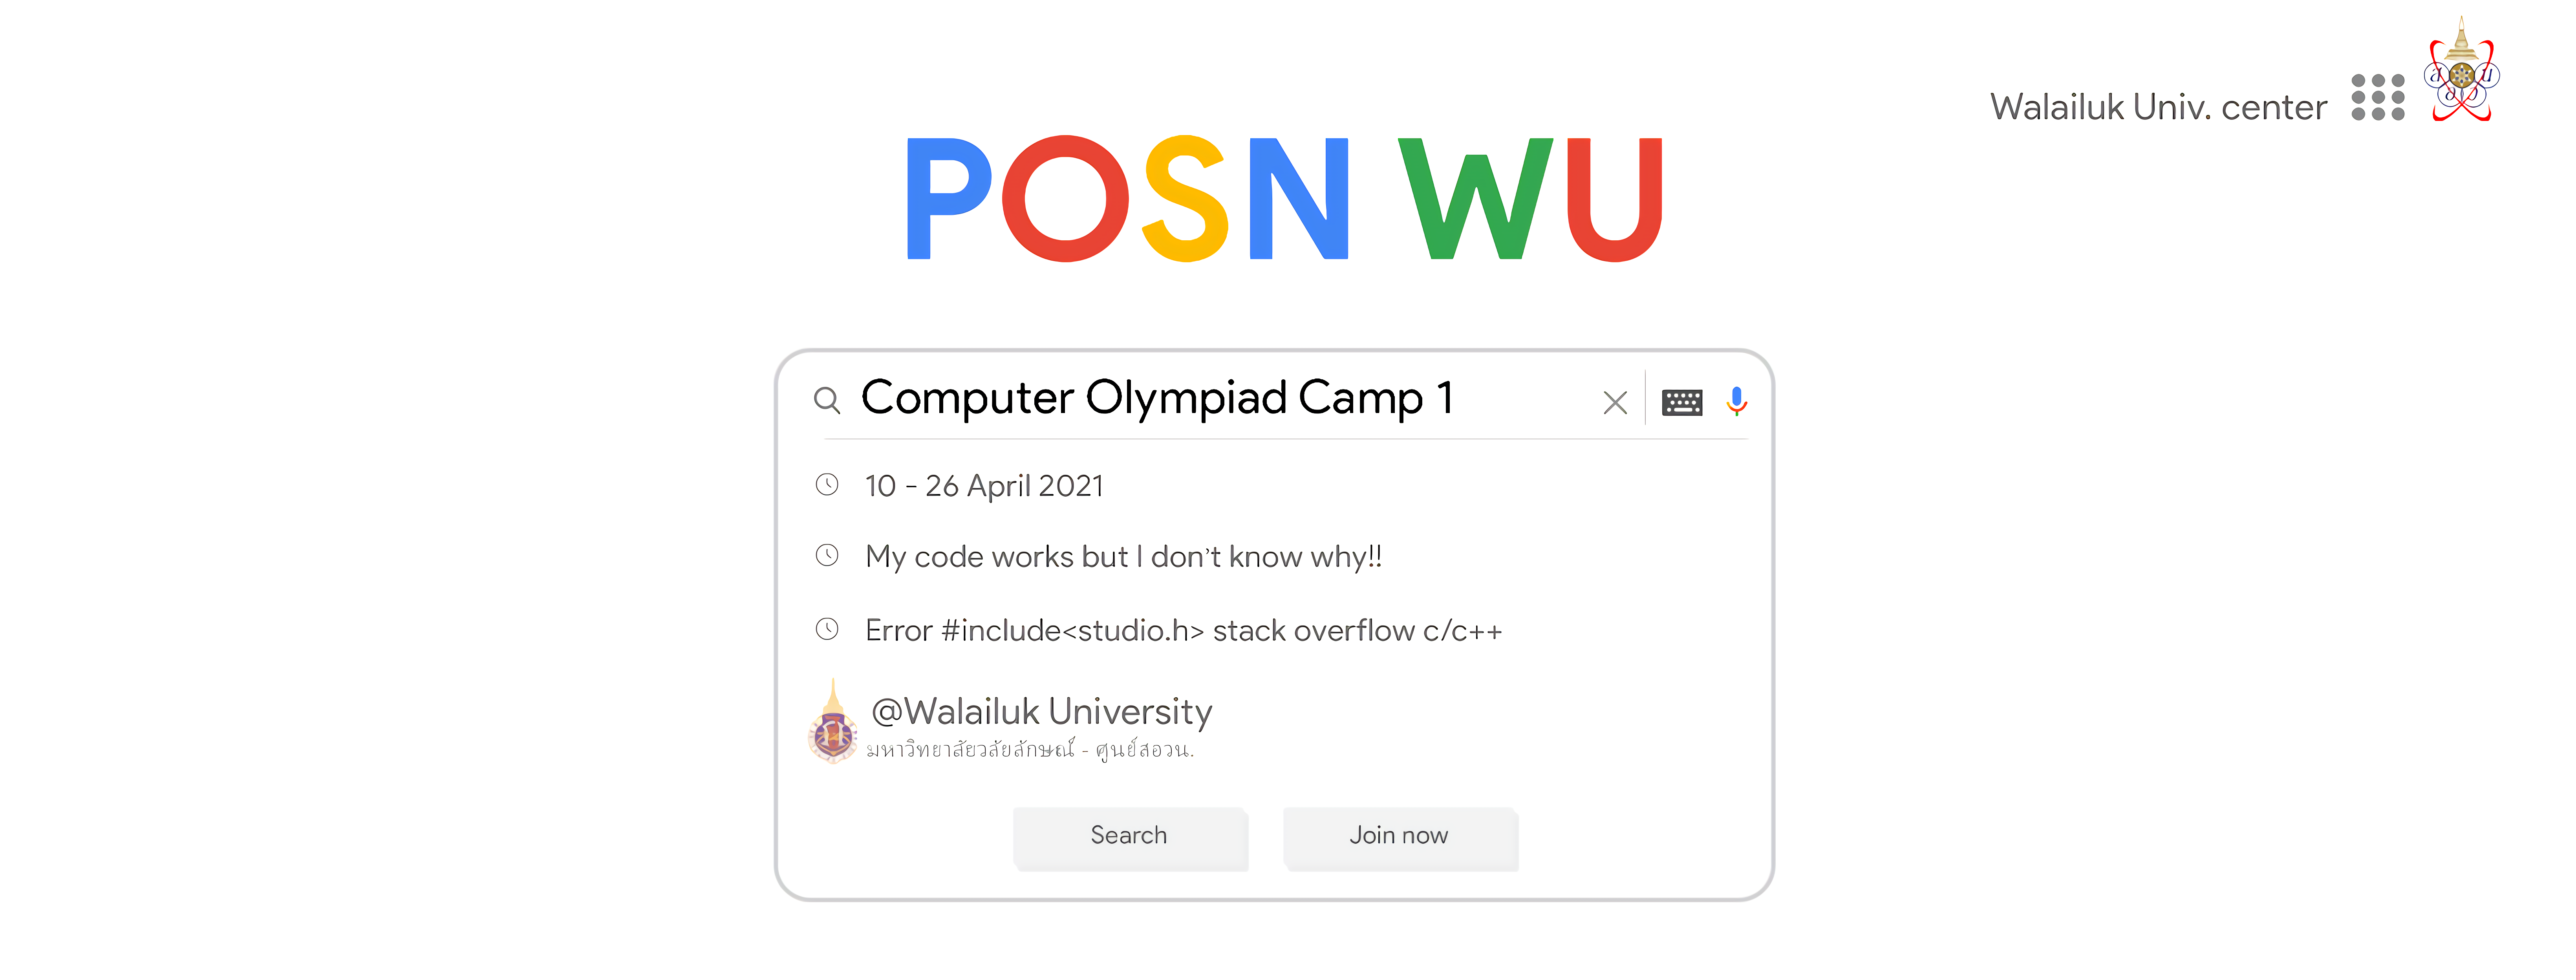 Walailuk Univ. center
POSN WU
Computer Olympiad Camp 1
10 - 26 April 2021
My code works but I don't know why!!
Error #include<studio.h> stack overflow c/c++
@Walailuk University
มหาวิทยาลัยวลัยลักษณ์ - ศูนย์สอวน.
Search
Join now